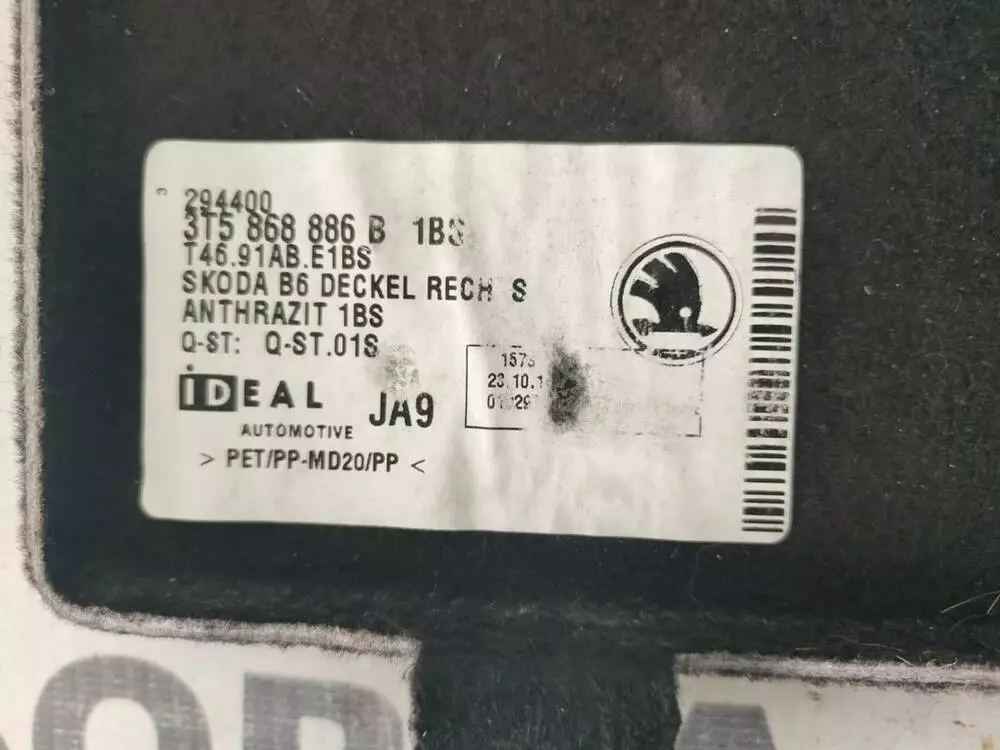 3
294400
3T5 868 886 B 1BS
T46.91AB.E1BS
SKODA B6 DECKEL RECH S
ANTHRAZIT 1BS
Q-ST: Q-ST.01S
iDEAL
AUTOMOTIVE
JA9
> PET/PP-MD20/PP <